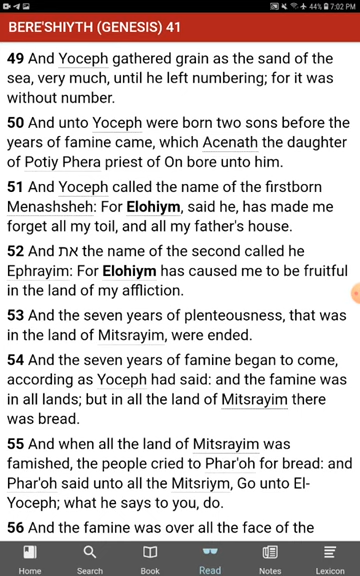 44% 7:02 PM
BERE'SHIYTH (GENESIS) 41
49 And Yoceph gathered grain as the sand of the
sea, very much, until he left numbering; for it was
without number.
50 And unto Yoceph were born two sons before the
years of famine came, which Acenath the daughter
of Potiy Phera priest of On bore unto him.
51 And Yoceph called the name of the firstborn
Menashsheh: For Elohiym, said he, has made me
forget all my toil, and all my father's house.
52 And את the name of the second called he
Ephrayim: For Elohiym has caused me to be fruitful
in the land of my affliction.
53 And the seven years of plenteousness, that was
in the land of Mitsrayim, were ended.
54 And the seven years of famine began to come,
according as Yoceph had said: and the famine was
in all lands; but in all the land of Mitsrayim there
was bread.
55 And when all the land of Mitsrayim was
famished, the people cried to Phar'oh for bread: and
Phar'oh said unto all the Mitsriym, Go unto El-
Yoceph; what he says to you, do.
56 And the famine was over all the face of the
Home Search Book Read Notes Lexicon